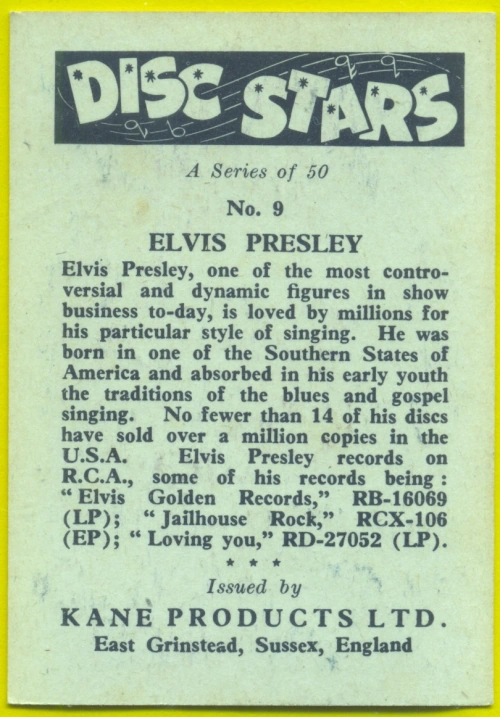 DISC STARS
A Series of 50
No. 9
ELVIS PRESLEY
Elvis Presley, one of the most contro-
versial and dynamic figures in show
business to-day, is loved by millions for
his particular style of singing. He was
born in one of the Southern States of
America and absorbed in his early youth
the traditions of the blues and gospel
singing. No fewer than 14 of his discs
have sold over a million copies in the
U.S.A. Elvis Presley records on
R.C.A., some of his records being :
“Elvis Golden Records,” RB-16069
(LP); “Jailhouse Rock,” RCX-106
(EP); “Loving you,” RD-27052 (LP).
* * *
Issued by
KANE PRODUCTS LTD.
East Grinstead, Sussex, England